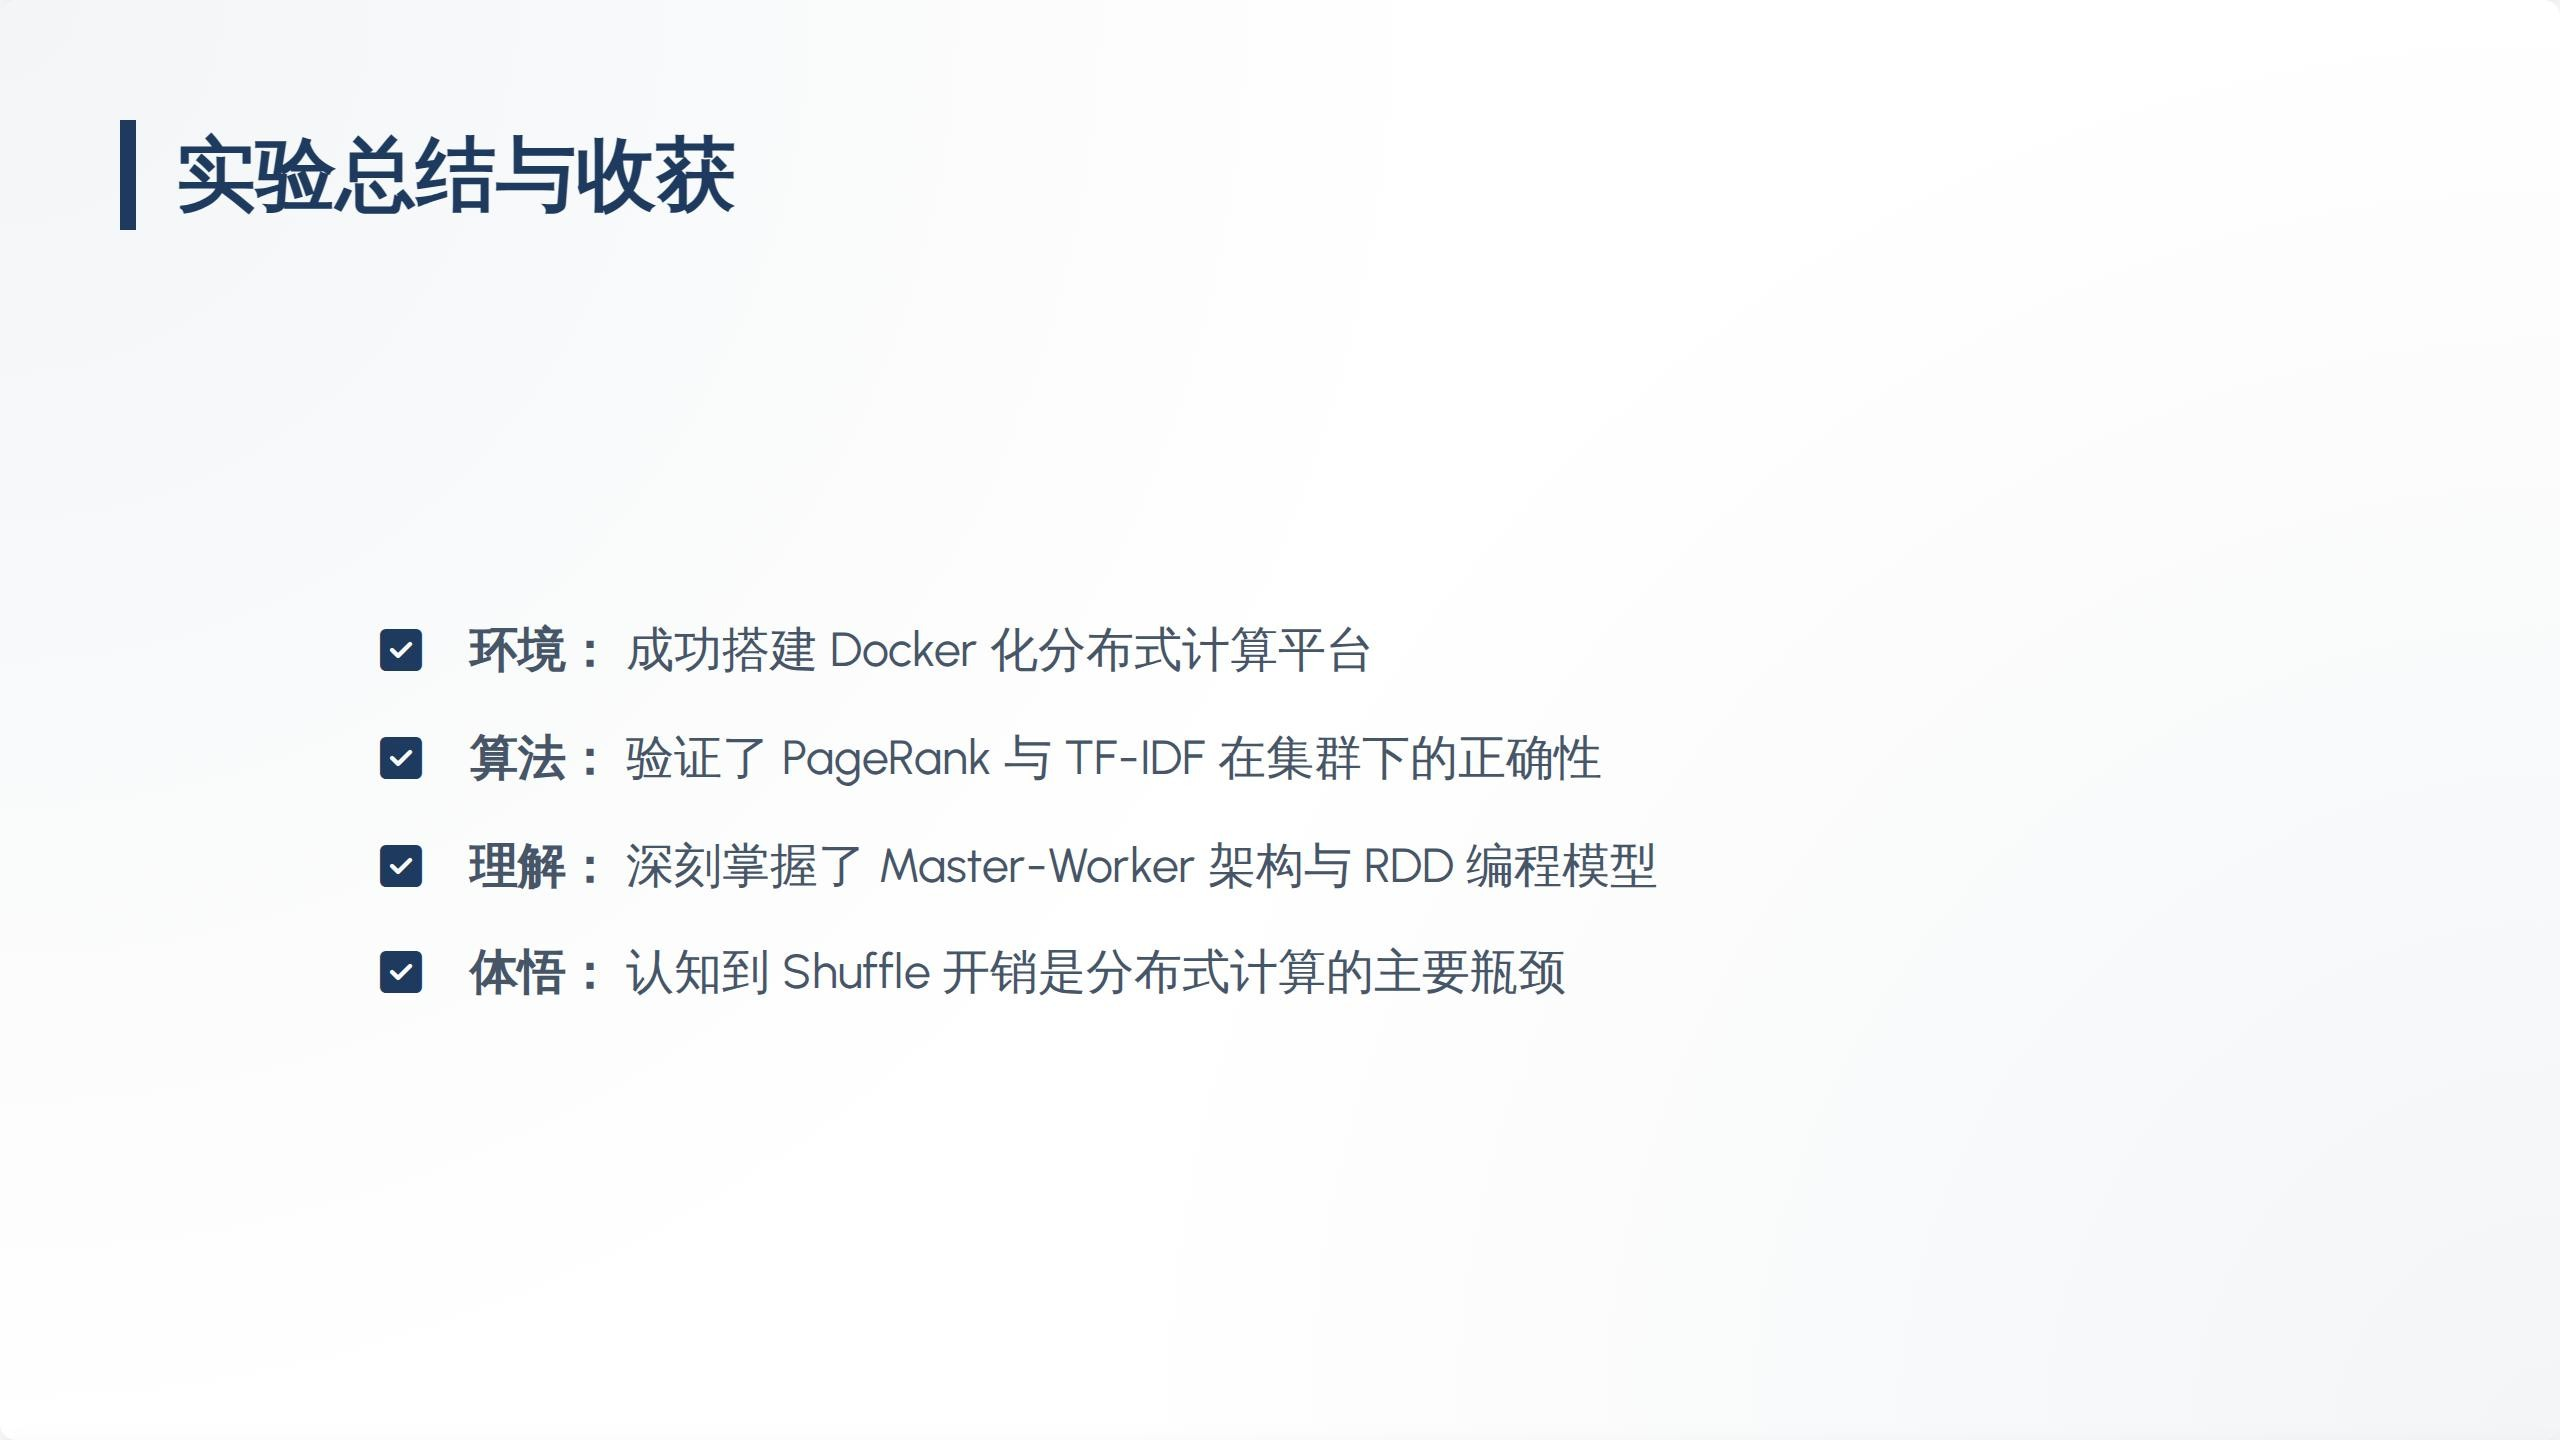 实验总结与收获
环境： 成功搭建 Docker 化分布式计算平台
算法： 验证了 PageRank 与 TF-IDF 在集群下的正确性
理解： 深刻掌握了 Master-Worker 架构与 RDD 编程模型
体悟： 认知到 Shuffle 开销是分布式计算的主要瓶颈